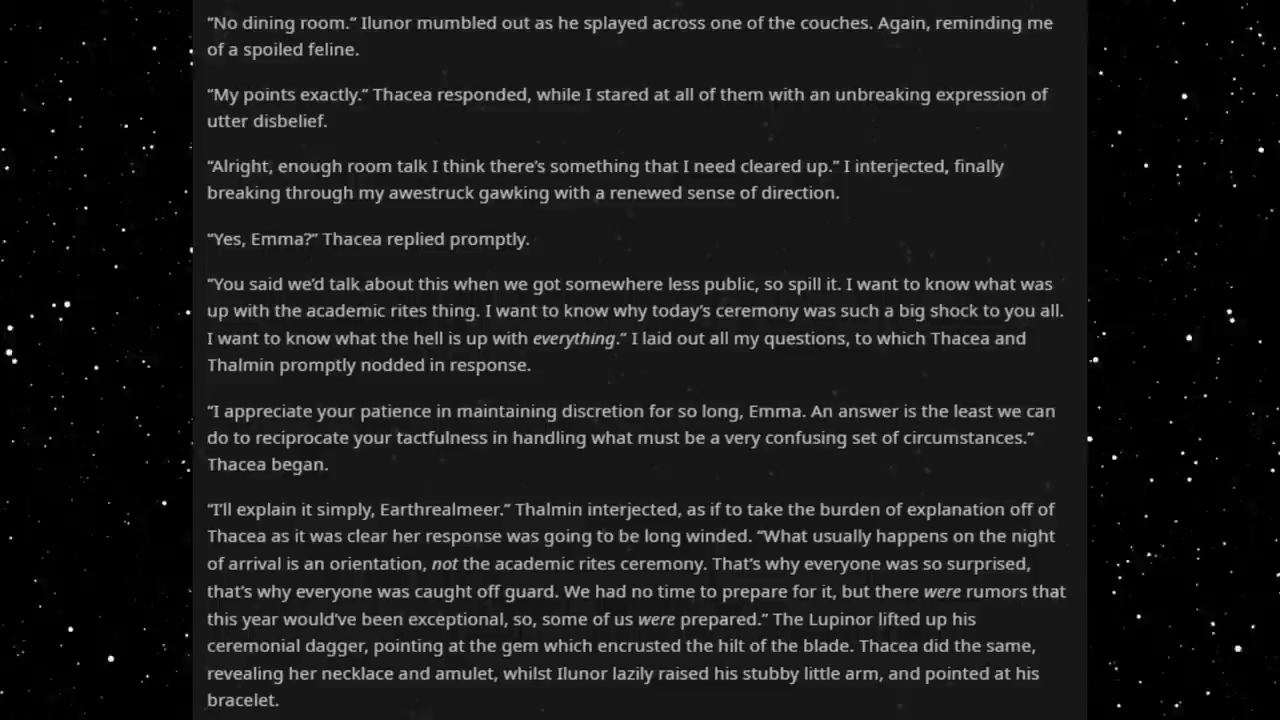 “No dining room.“ Ilunor mumbled out as he splayed across one of the couches. Again, reminding me
of a spoiled feline.
“My points exactly.” Thacea responded, while I stared at all of them with an unbreaking expression of
utter disbelief.
“Alright, enough room talk I think there’s something that I need cleared up.” I interjected, finally
breaking through my awestruck gawking with a renewed sense of direction.
“Yes, Emma?” Thacea replied promptly.
“You said we’d talk about this when we got somewhere less public, so spill it. I want to know what was
up with the academic rites thing. I want to know why today’s ceremony was such a big shock to you all.
I want to know what the hell is up with everything.” I laid out all my questions, to which Thacea and
Thalmin promptly nodded in response.
“I appreciate your patience in maintaining discretion for so long, Emma. An answer is the least we can
do to reciprocate your tactfulness in handling what must be a very confusing set of circumstances.”
Thacea began.
“I’ll explain it simply, Earthrealmeer.” Thalmin interjected, as if to take the burden of explanation off of
Thacea as it was clear her response was going to be long winded. “What usually happens on the night
of arrival is an orientation, not the academic rites ceremony. That’s why everyone was so surprised,
that’s why everyone was caught off guard. We had no time to prepare for it, but there were rumors that
this year would’ve been exceptional, so, some of us were prepared.” The Lupinor lifted up his
ceremonial dagger, pointing at the gem which encrusted the hilt of the blade. Thacea did the same,
revealing her necklace and amulet, whilst Ilunor lazily raised his stubby little arm, and pointed at his
bracelet.